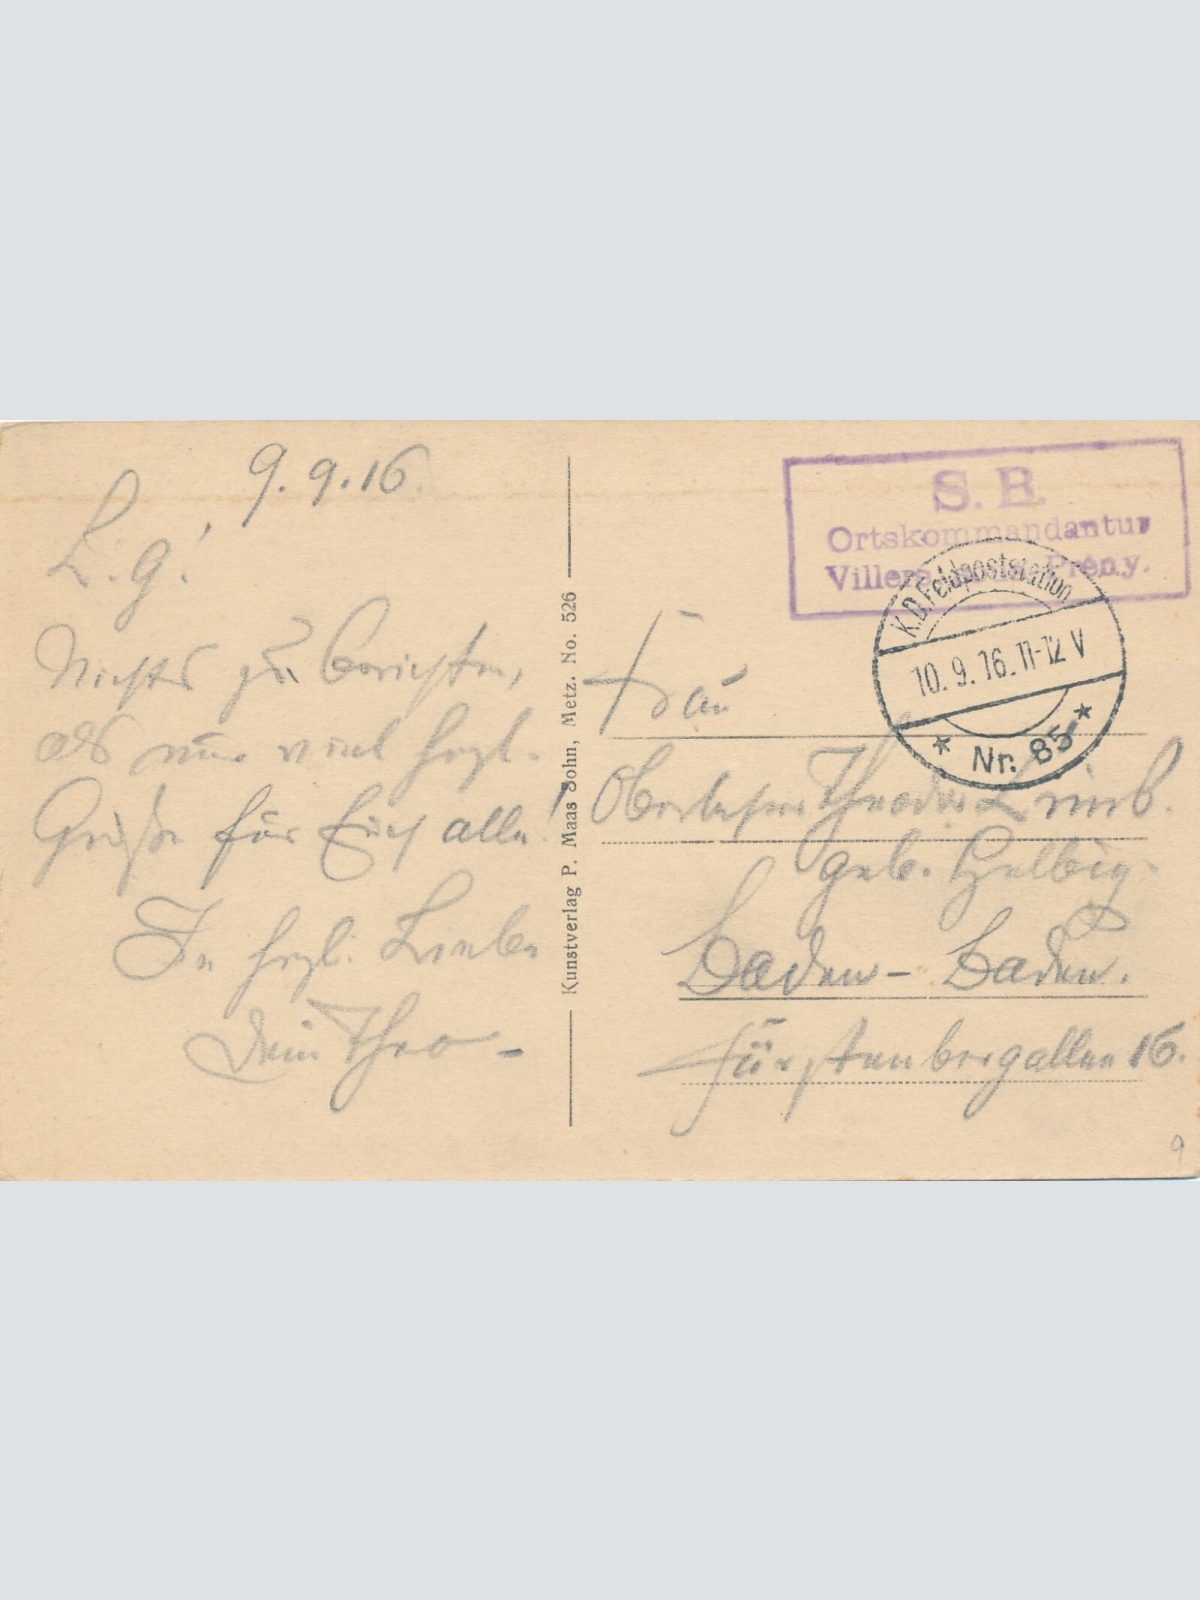 9.9.16.
L. G.!
Nichts zu berichten,
als nur viel herzl.
Grüße für Euch alle!
In herzl. Liebe
Dein Theo -
Kunstverlag P. Maas Sohn, Metz. No. 526
S. B.
Ortskommandantur
Villers Prény.
K.D. Feldpoststation
10.9.16. 11-12 V
* Nr. 85 *
Frau
Oberlehrer Theodor
geb. Helbig.
Baden-Baden.
Fürstenbergallee 16.
9